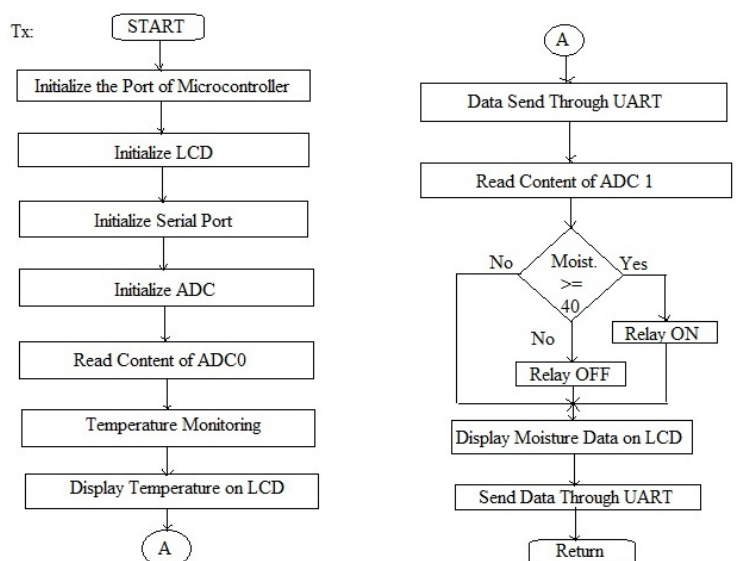 Tx:
START
Initialize the Port of Microcontroller
Initialize LCD
Initialize Serial Port
Initialize ADC
Read Content of ADC0
Temperature Monitoring
Display Temperature on LCD
A
A
Data Send Through UART
Read Content of ADC 1
No
Moist.
>=
40
Yes
No
Relay ON
Relay OFF
Display Moisture Data on LCD
Send Data Through UART
Return